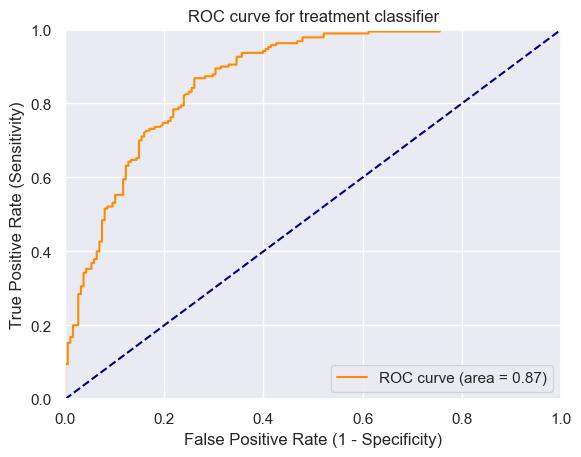 ROC curve for treatment classifier
1.0
0.8
0.6
0.4
0.2
0.0
True Positive Rate (Sensitivity)
ROC curve (area = 0.87)
0.0 0.2 0.4 0.6 0.8 1.0
False Positive Rate (1 - Specificity)